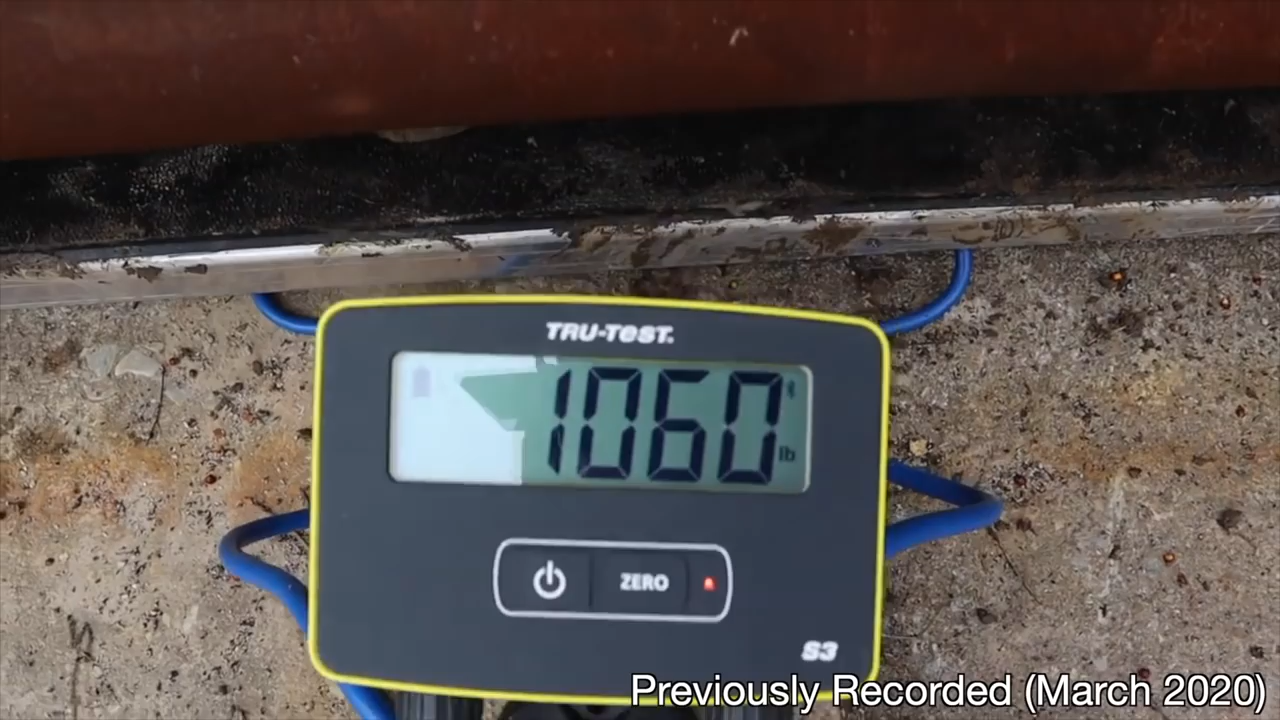 TRU-TEST.
1060
lb
ZERO
S3
Previously Recorded (March 2020)